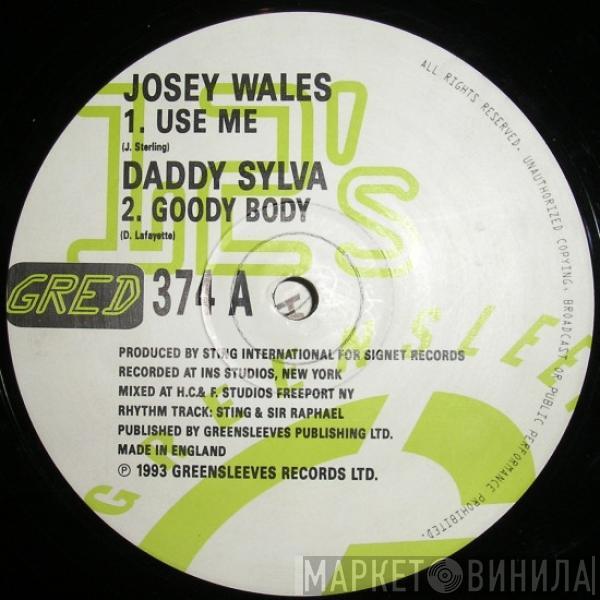 12's
JOSEY WALES
1. USE ME
(J. Sterling)
DADDY SYLVA
2. GOODY BODY
(D. Lafayette)
GRED 374 A
H
PRODUCED BY STING INTERNATIONAL FOR SIGNET RECORDS
RECORDED AT INS STUDIOS, NEW YORK
MIXED AT H.C.& F. STUDIOS FREEPORT NY
RHYTHM TRACK: STING & SIR RAPHAEL
PUBLISHED BY GREENSLEEVES PUBLISHING LTD.
MADE IN ENGLAND
℗ 1993 GREENSLEEVES RECORDS LTD.
ALL RIGHTS RESERVED. UNAUTHORIZED COPYING, BROADCAST OR PUBLIC PERFORMANCE PROHIBITED.
GREENSLEE
МАРКЕТ ВИНИЛА